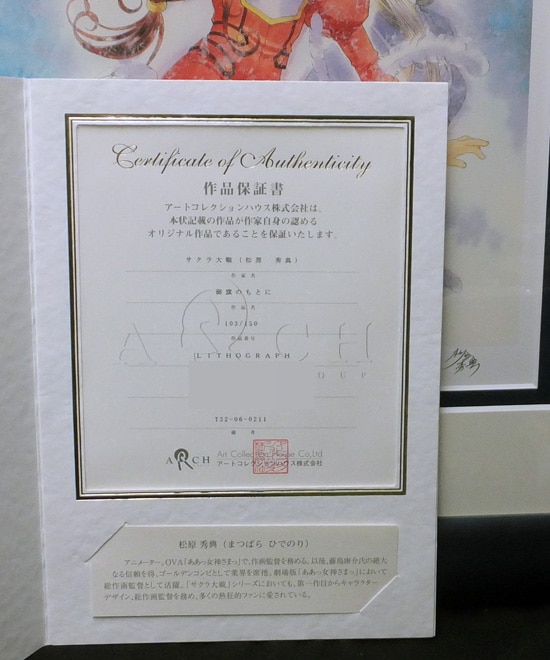 Certificate of Authenticity
作品保証書
アートコレクションハウス株式会社は、
本状記載の作品が作家自身の認める
オリジナル作品であることを保証いたします。
サクラ大戦(松原 秀典)
作家名
御旗のもとに
作品名
103/150
作品番号
LITHOGRAPH
ARCH
OUP
T32-06-0211
備考
ARCH
Art Collection House Co.,Ltd.
アートコレクションハウス株式会社
松原 秀典(まつばら ひでのり)
アニメーター。OVA「ああっ女神さまっ」で、作画監督を務める。以後、藤島康介氏の絶大
なる信頼を得、ゴールデンコンビとして業界を席捲。劇場版「ああっ女神さまっ」において
総作画監督として活躍。「サクラ大戦」シリーズにおいても、第一作目からキャラクター
デザイン、総作画監督を務め、多くの熱狂的ファンに愛されている。